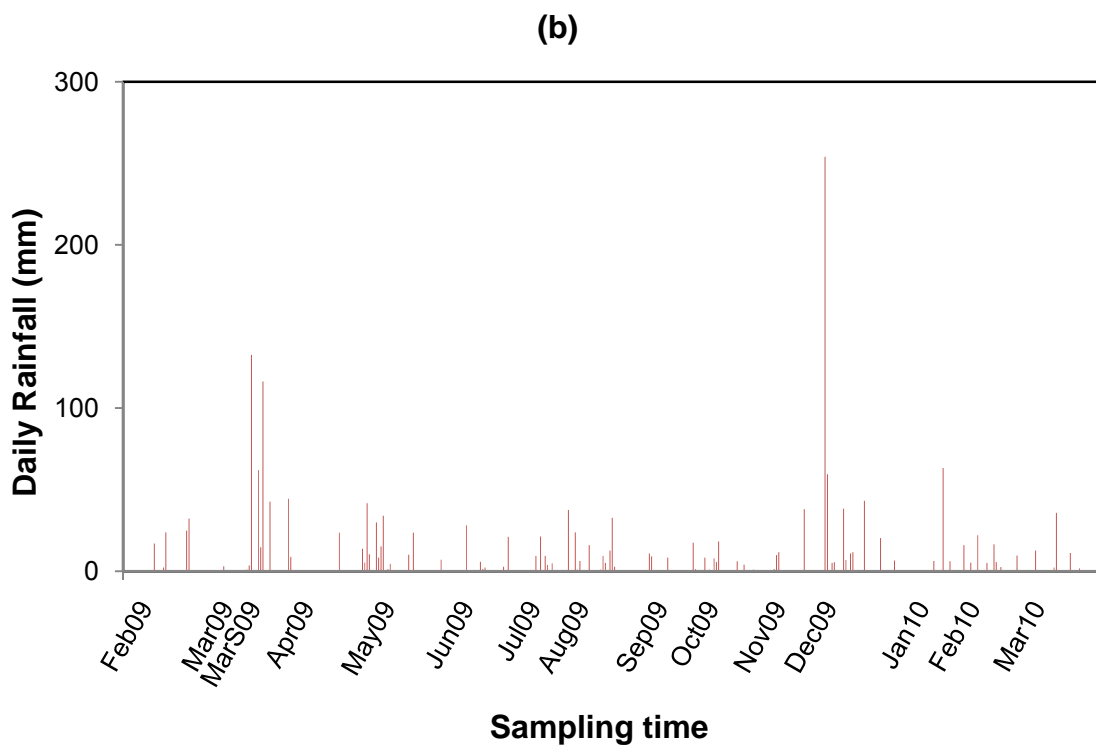 (b)
300
200
100
0
Daily Rainfall (mm)
Feb09
Mar09
MarS09
Apr09
May09
Jun09
Jul09
Aug09
Sep09
Oct09
Nov09
Dec09
Jan10
Feb10
Mar10
Sampling time